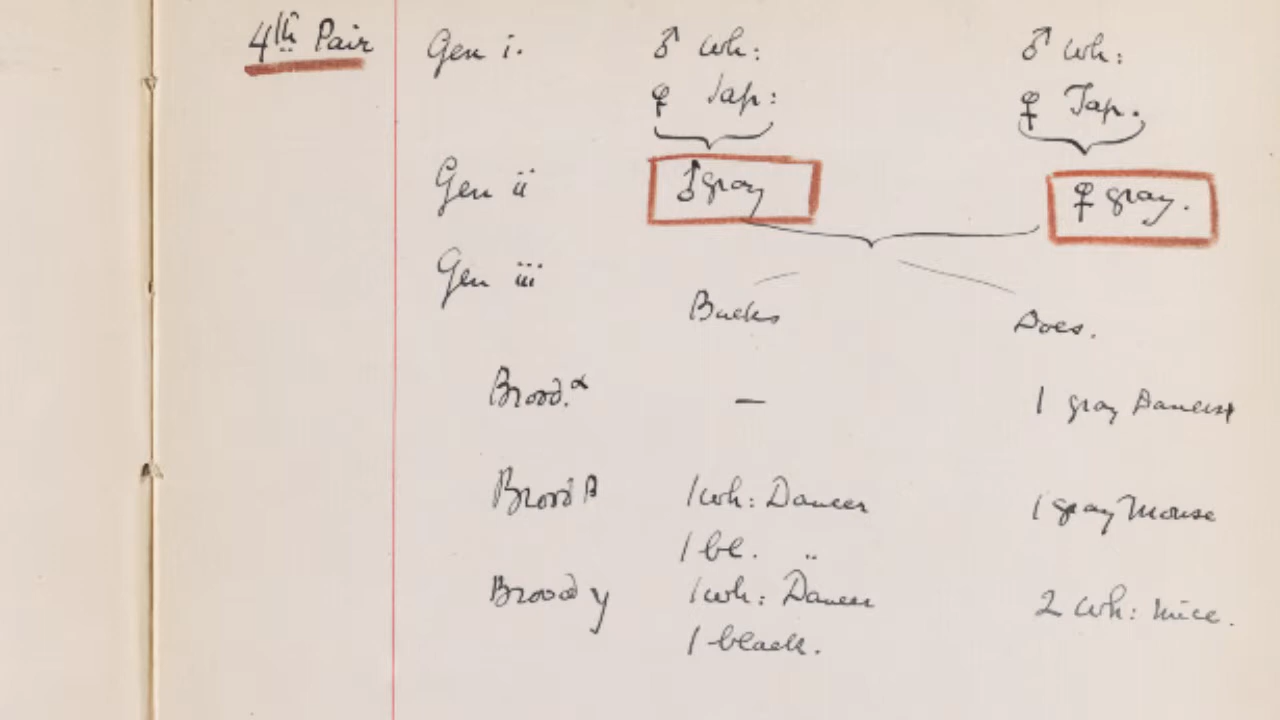 4th Pair Gen i. ♂ Wh: ♂ Wh:
♀ Jap: ♀ Jap.
Gen ii ♂ gray ♀ gray.
Gen iii
Bucks Does.
Brood. α — 1 gray Dancer
Brood β 1 wh: Dancer 1 gray Mouse
1 bl. "
Brood γ 1 wh: Dancer 2 wh: mice.
1 black.